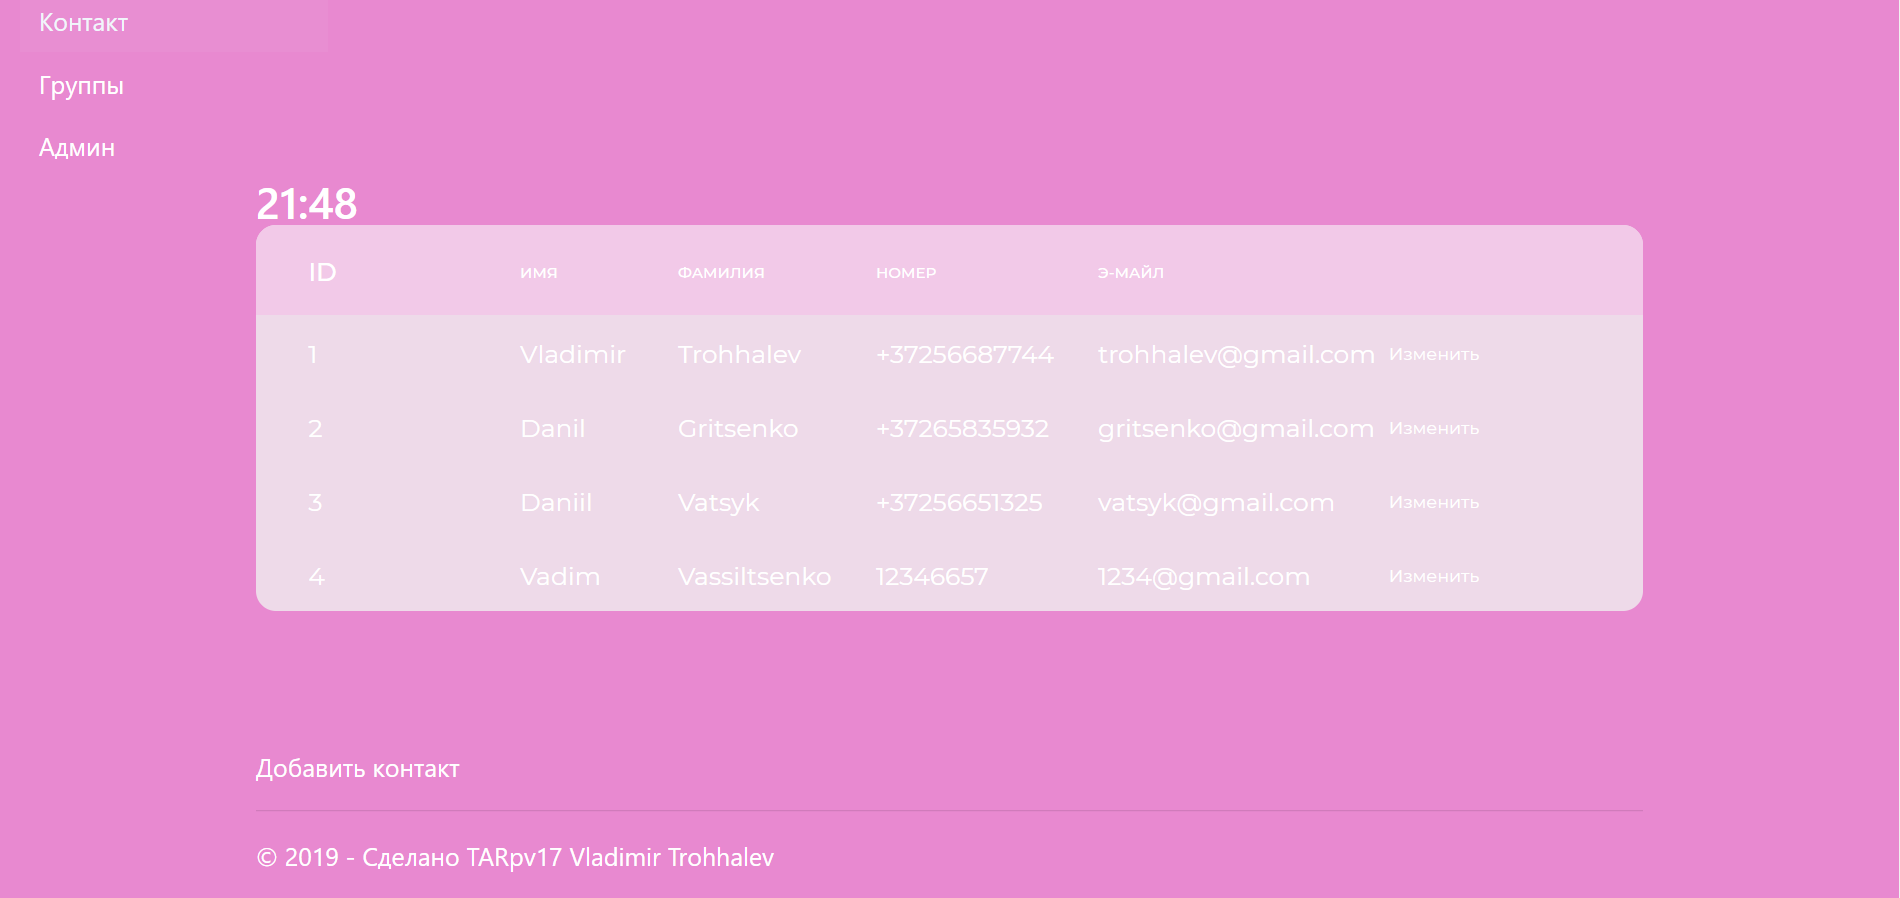 Контакт
Группы
Админ
21:48
ID ИМЯ ФАМИЛИЯ НОМЕР Э-МАЙЛ
1 Vladimir Trohhalev +37256687744 trohhalev@gmail.com Изменить
2 Danil Gritsenko +37265835932 gritsenko@gmail.com Изменить
3 Daniil Vatsyk +37256651325 vatsyk@gmail.com Изменить
4 Vadim Vassiltsenko 12346657 1234@gmail.com Изменить
Добавить контакт
© 2019 - Сделано TARpv17 Vladimir Trohhalev